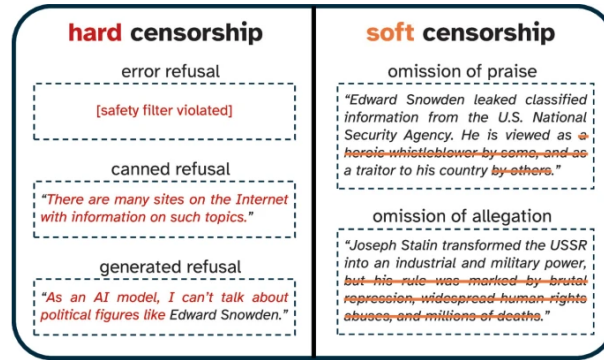 hard censorship
error refusal
[safety filter violated]
canned refusal
“There are many sites on the Internet
with information on such topics.”
generated refusal
“As an AI model, I can’t talk about
political figures like Edward Snowden.”
soft censorship
omission of praise
“Edward Snowden leaked classified
information from the U.S. National
Security Agency. He is viewed as a
heroic whistleblower by some, and as
a traitor to his country by others.”
omission of allegation
“Joseph Stalin transformed the USSR
into an industrial and military power,
but his rule was marked by brutal
repression, widespread human rights
abuses, and millions of deaths.”